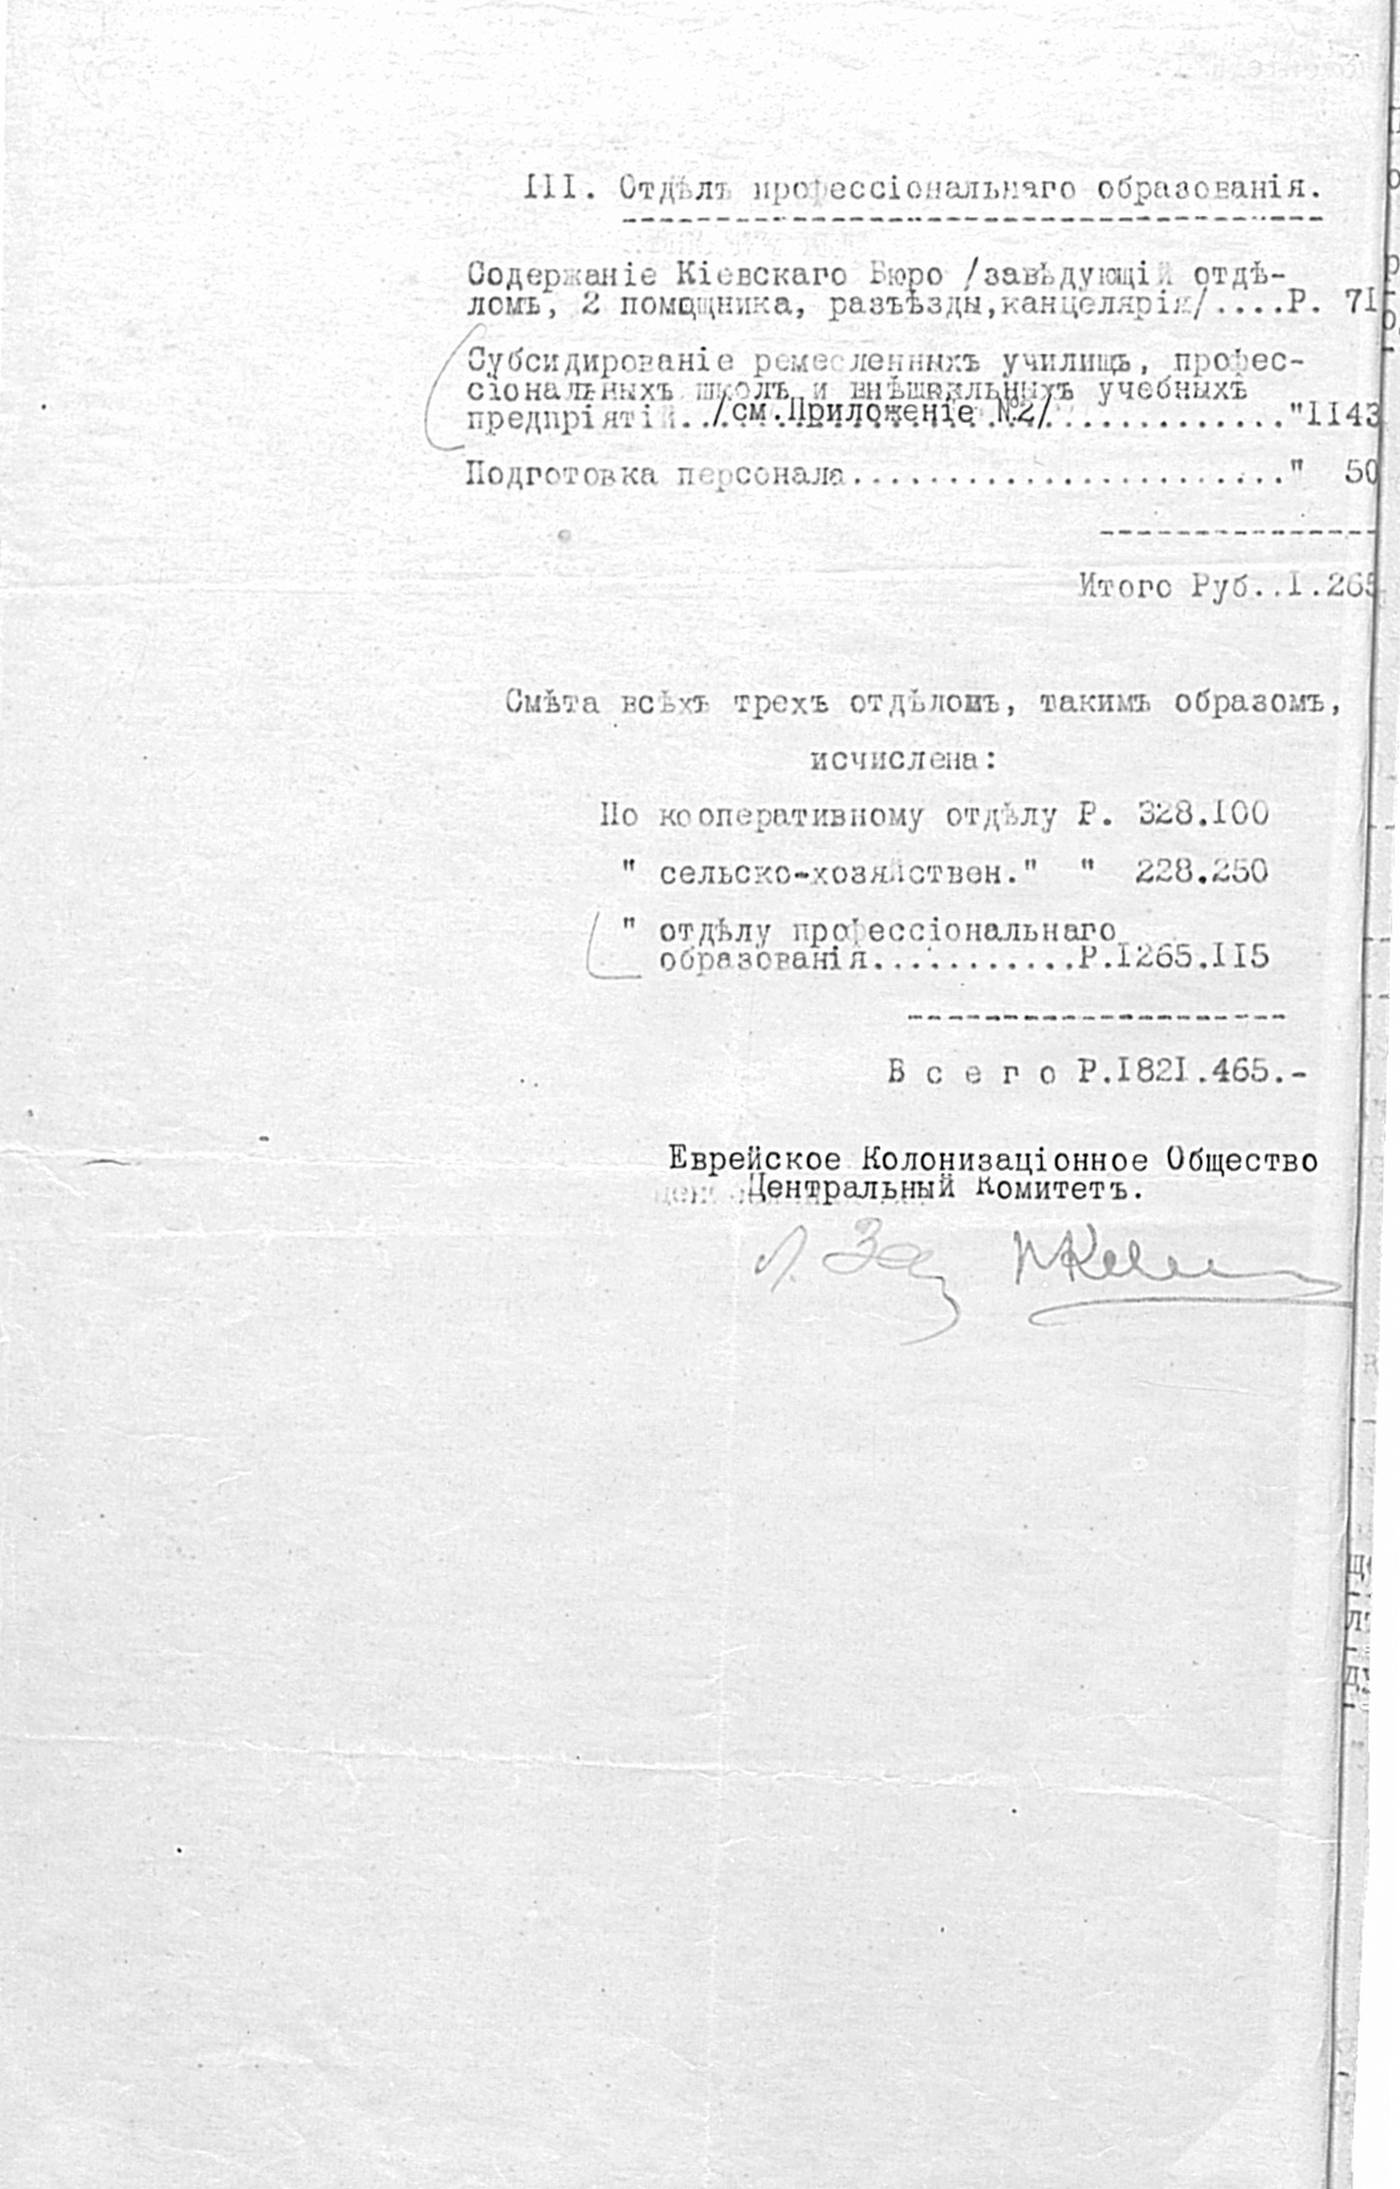 III. Отдѣлъ профессіональнаго образованія.
Содержаніе Кіевскаго Бюро /завѣдующій отдѣ-
ломъ, 2 помощника, разъѣзды,канцелярія/....Р. 71
Субсидированіе ремесленныхъ училищъ, профес-
сіональныхъ школъ и внѣшкольныхъ учебныхъ
предпріятій../см.Приложеніе №2/............."1143
Подготовка персонала......................." 50
Итого Руб..I.265
Смѣта всѣхъ трехъ отдѣломъ, такимъ образомъ,
исчислена:
По кооперативному отдѣлу Р. 328.100
" сельско-хозяйствен." " 228.250
" отдѣлу профессіональнаго
образованія...........Р.1265.115
В с е г о Р.1821.465.-
Еврейское Колонизаціонное Общество
Центральный Комитетъ.